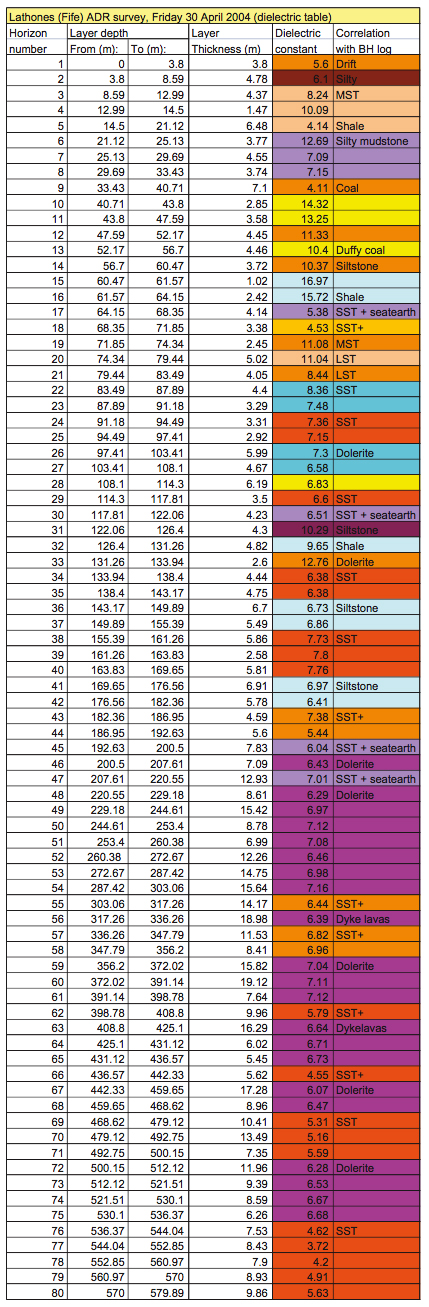 Lathones (Fife) ADR survey, Friday 30 April 2004 (dielectric table)
Horizon Layer depth Layer Dielectric Correlation
number From (m): To (m): Thickness (m) constant with BH log
1 0 3.8 3.8 5.6 Drift
2 3.8 8.59 4.78 6.1 Silty
3 8.59 12.99 4.37 8.24 MST
4 12.99 14.5 1.47 10.09
5 14.5 21.12 6.48 4.14 Shale
6 21.12 25.13 3.77 12.69 Silty mudstone
7 25.13 29.69 4.55 7.09
8 29.69 33.43 3.74 7.15
9 33.43 40.71 7.1 4.11 Coal
10 40.71 43.8 2.85 14.32
11 43.8 47.59 3.58 13.25
12 47.59 52.17 4.45 11.33
13 52.17 56.7 4.46 10.4 Duffy coal
14 56.7 60.47 3.72 10.37 Siltstone
15 60.47 61.57 1.02 16.97
16 61.57 64.15 2.42 15.72 Shale
17 64.15 68.35 4.14 5.38 SST + seatearth
18 68.35 71.85 3.38 4.53 SST+
19 71.85 74.34 2.45 11.08 MST
20 74.34 79.44 5.02 11.04 LST
21 79.44 83.49 4.05 8.44 LST
22 83.49 87.89 4.4 8.36 SST
23 87.89 91.18 3.29 7.48
24 91.18 94.49 3.31 7.36 SST
25 94.49 97.41 2.92 7.15
26 97.41 103.41 5.99 7.3 Dolerite
27 103.41 108.1 4.67 6.58
28 108.1 114.3 6.19 6.83
29 114.3 117.81 3.5 6.6 SST
30 117.81 122.06 4.23 6.51 SST + seatearth
31 122.06 126.4 4.3 10.29 Siltstone
32 126.4 131.26 4.82 9.65 Shale
33 131.26 133.94 2.6 12.76 Dolerite
34 133.94 138.4 4.44 6.38 SST
35 138.4 143.17 4.75 6.38
36 143.17 149.89 6.7 6.73 Siltstone
37 149.89 155.39 5.49 6.86
38 155.39 161.26 5.86 7.73 SST
39 161.26 163.83 2.58 7.8
40 163.83 169.65 5.81 7.76
41 169.65 176.56 6.91 6.97 Siltstone
42 176.56 182.36 5.78 6.41
43 182.36 186.95 4.59 7.38 SST+
44 186.95 192.63 5.6 5.44
45 192.63 200.5 7.83 6.04 SST + seatearth
46 200.5 207.61 7.09 6.43 Dolerite
47 207.61 220.55 12.93 7.01 SST + seatearth
48 220.55 229.18 8.61 6.29 Dolerite
49 229.18 244.61 15.42 6.97
50 244.61 253.4 8.78 7.12
51 253.4 260.38 6.99 7.08
52 260.38 272.67 12.26 6.46
53 272.67 287.42 14.75 6.98
54 287.42 303.06 15.64 7.16
55 303.06 317.26 14.17 6.44 SST+
56 317.26 336.26 18.98 6.39 Dyke lavas
57 336.26 347.79 11.53 6.82 SST+
58 347.79 356.2 8.41 6.96
59 356.2 372.02 15.82 7.04 Dolerite
60 372.02 391.14 19.12 7.11
61 391.14 398.78 7.64 7.12
62 398.78 408.8 9.96 5.79 SST+
63 408.8 425.1 16.29 6.64 Dykelavas
64 425.1 431.12 6.02 6.71
65 431.12 436.57 5.45 6.73
66 436.57 442.33 5.62 4.55 SST+
67 442.33 459.65 17.28 6.07 Dolerite
68 459.65 468.62 8.96 6.47
69 468.62 479.12 10.41 5.31 SST
70 479.12 492.75 13.49 5.16
71 492.75 500.15 7.35 5.59
72 500.15 512.12 11.96 6.28 Dolerite
73 512.12 521.51 9.39 6.53
74 521.51 530.1 8.59 6.67
75 530.1 536.37 6.26 6.68
76 536.37 544.04 7.53 4.62 SST
77 544.04 552.85 8.43 3.72
78 552.85 560.97 7.9 4.2
79 560.97 570 8.93 4.91
80 570 579.89 9.86 5.63